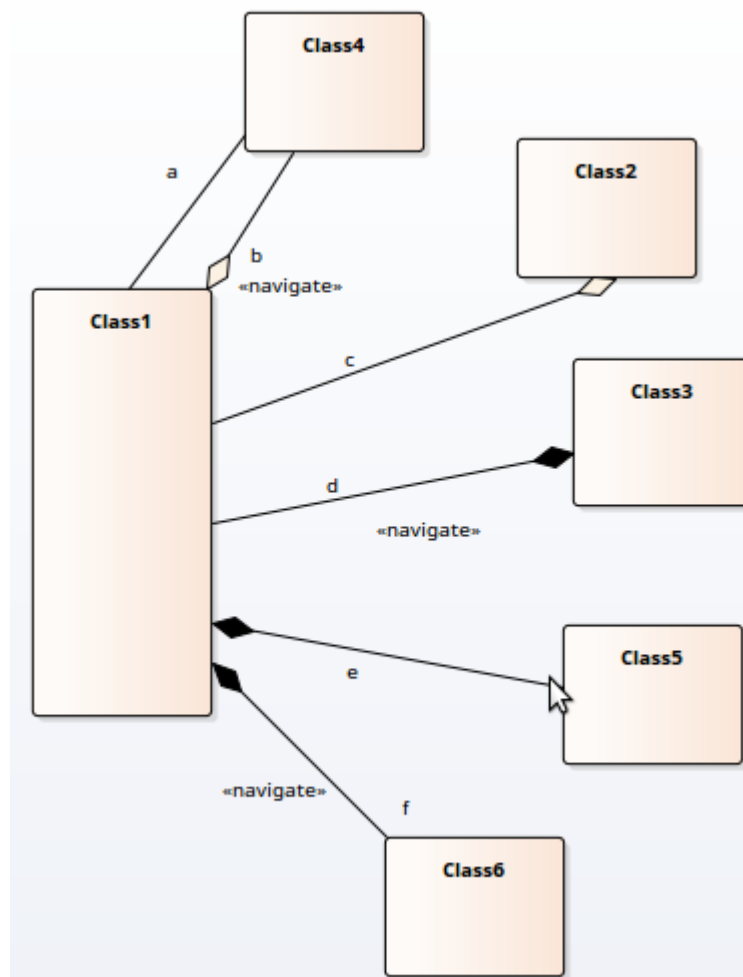 Class4
a
Class2
b
«navigate»
Class1
c
Class3
d
«navigate»
Class5
e
«navigate»
f
Class6